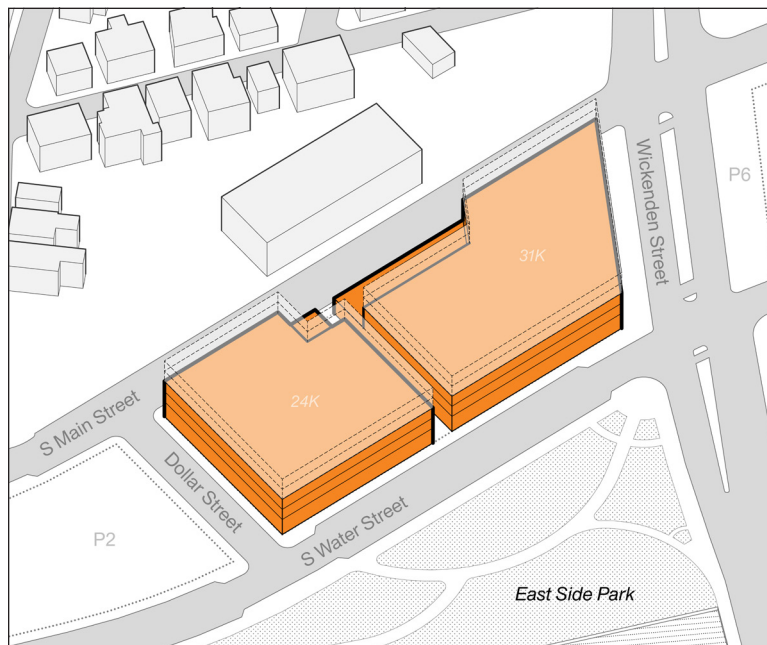 Wickenden Street
P6
31K
24K
S Main Street
Dollar Street
P2
S Water Street
East Side Park